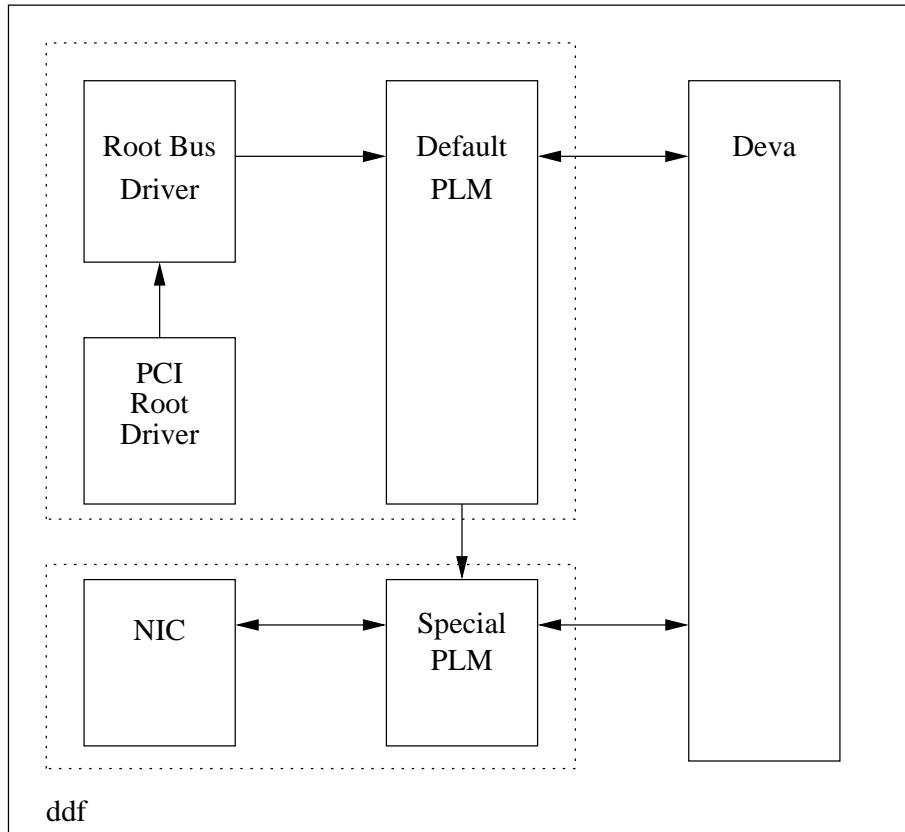 Root Bus
Driver
Default
PLM
Deva
PCI
Root
Driver
NIC
Special
PLM
ddf